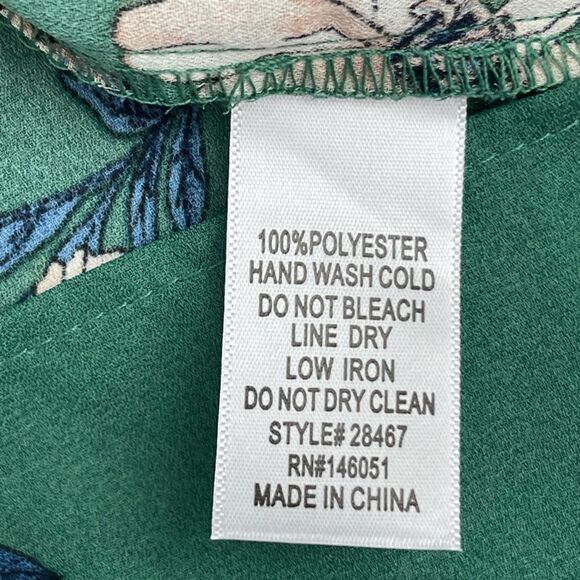 100%POLYESTER
HAND WASH COLD
DO NOT BLEACH
LINE DRY
LOW IRON
DO NOT DRY CLEAN
STYLE# 28467
RN#146051
MADE IN CHINA